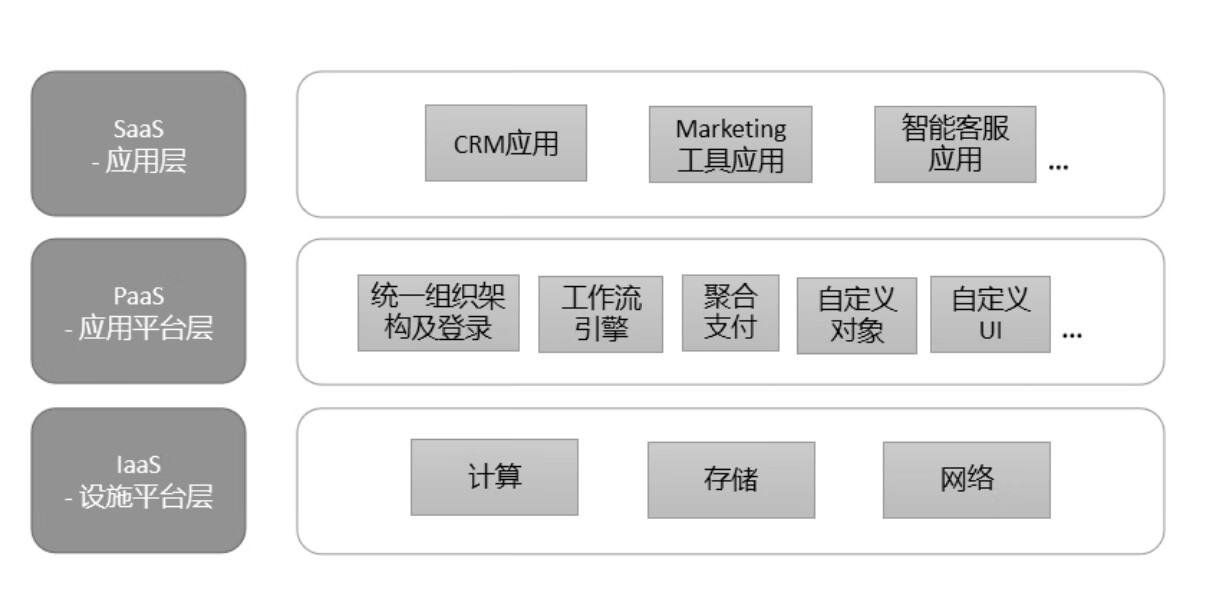 SaaS
- 应用层
CRM应用
Marketing
工具应用
智能客服
应用
...
PaaS
- 应用平台层
统一组织架
构及登录
工作流
引擎
聚合
支付
自定义
对象
自定义
UI
...
IaaS
- 设施平台层
计算
存储
网络